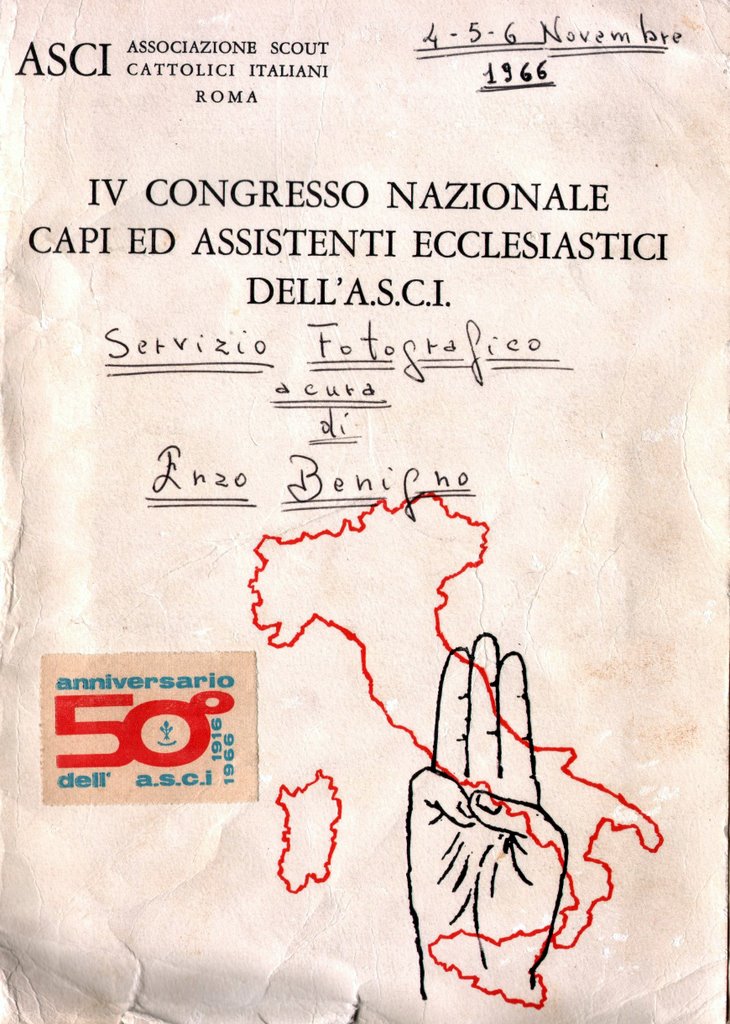 ASCI ASSOCIAZIONE SCOUT
CATTOLICI ITALIANI
ROMA
4-5-6 Novembre
1966
IV CONGRESSO NAZIONALE
CAPI ED ASSISTENTI ECCLESIASTICI
DELL'A.S.C.I.
Servizio Fotografico
a cura
di
Enzo Benigno
anniversario
50°
1916
1966
dell' a.s.c.i